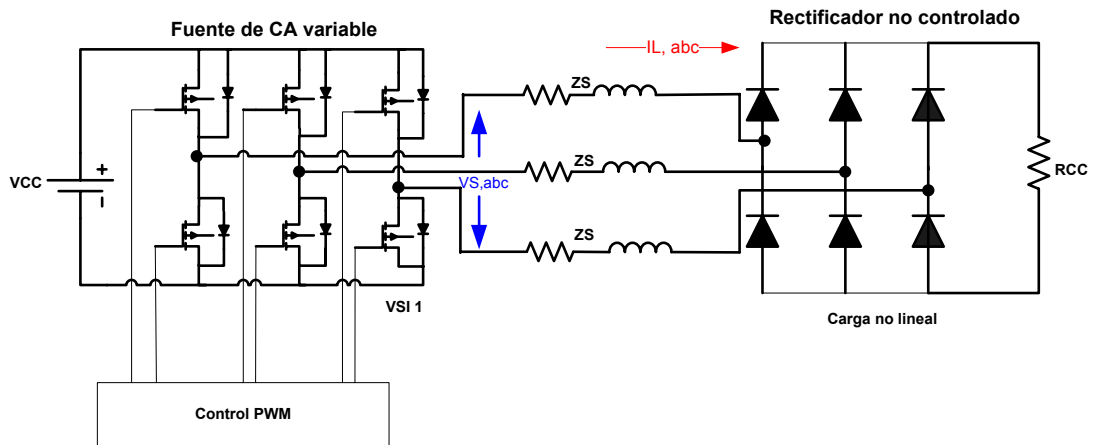 Fuente de CA variable
Rectificador no controlado
IL, abc
ZS
VCC
+
−
VS,abc
ZS
ZS
RCC
VSI 1
Carga no lineal
Control PWM